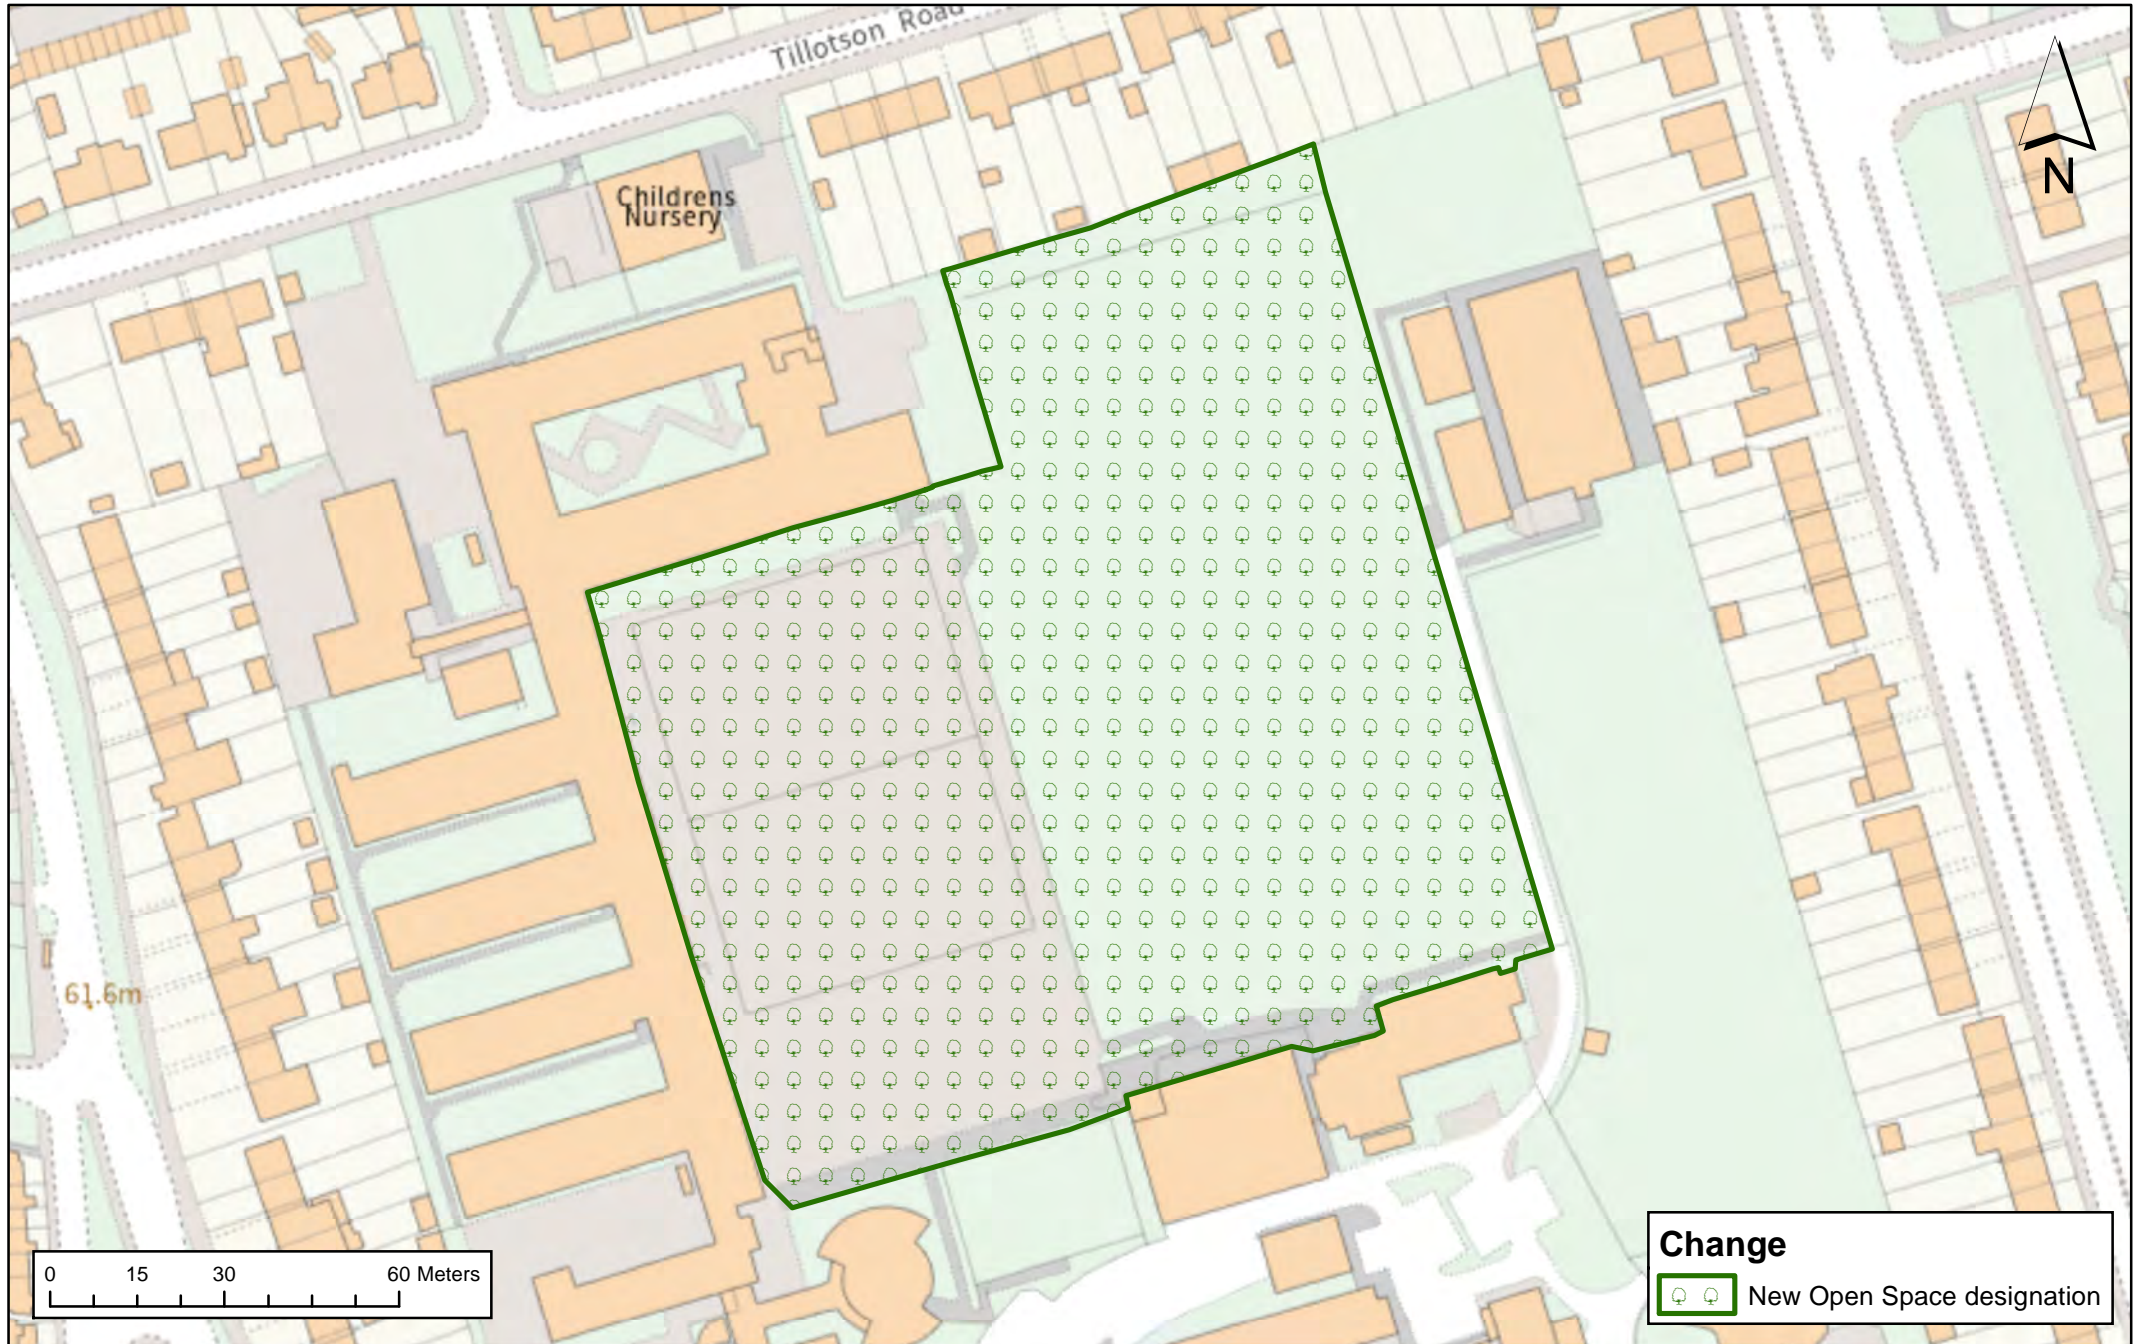 Tillotson Road
N
Childrens
Nursery
61.6m
0 15 30 60 Meters
Change
New Open Space designation